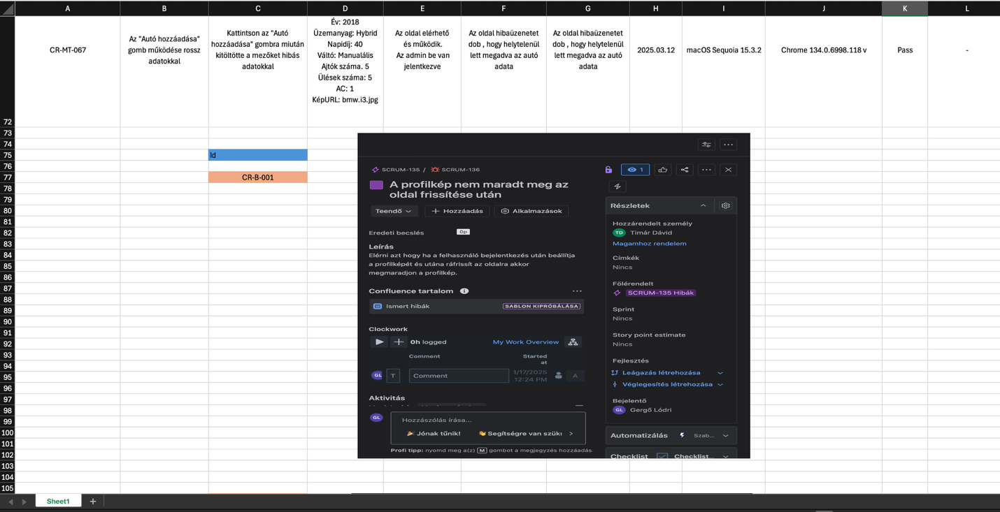 A B C D E F G H I J K L
CR-MT-067
Az "Autó hozzáadása"
gomb működése rossz
adatokkal
Kattintson az "Autó
hozzáadása" gombra miután
kitöltötte a mezőket hibás
adatokkal
Év: 2018
Üzemanyag: Hybrid
Napidíj: 40
Váltó: Manualális
Ajtók száma. 5
Ülések száma: 5
AC: 1
KépURL: bmw.i3.jpg
Az oldal elérhető
és működik.
Az admin be van
jelentkezve
Az oldal hibaüzenetet
dob , hogy helytelenül
lett megadva az autó
adata
Az oldal hibaüzenetet
dob , hogy helytelenül
lett megadva az autó
adata
2025.03.12
macOS Sequoia 15.3.2
Chrome 134.0.6998.118 v
Pass
-
72
73
74
75
Id
76
77
CR-B-001
78
79
80
81
82
83
84
85
86
87
88
89
90
91
92
93
94
95
96
97
98
99
100
101
102
103
104
105
SCRUM-135 / SCRUM-136
1
A profilkép nem maradt meg az
oldal frissítése után
Teendő
Hozzáadás
Alkalmazások
Eredeti becslés 0p
Leírás
Elérni azt hogy ha a felhasználó bejelentkezés után beállítja
a profilképét és utána ráfrissít az oldalra akkor
megmaradjon a profilkép.
Confluence tartalom
Ismert hibák SABLON KIPRÓBÁLÁSA
Clockwork
0h logged My Work Overview
Comment Started
at
GL T Comment 1/17/2025
12:24 PM A
Aktivitás
GL Hozzászólás írása...
Jónak tűnik! Segítségre van szüks
Profi tipp: nyomd meg a(z) M gombot a megjegyzés hozzáadás
Részletek
Hozzárendelt személy
TD Timár Dávid
Magamhoz rendelem
Címkék
Nincs
Fölérendelt
SCRUM-135 Hibák
Sprint
Nincs
Story point estimate
Nincs
Fejlesztés
Leágazás létrehozása
Véglegesítés létrehozása
Bejelentő
GL Gergő Lódri
Automatizálás Szab...
Checklist Checklist...
Sheet1